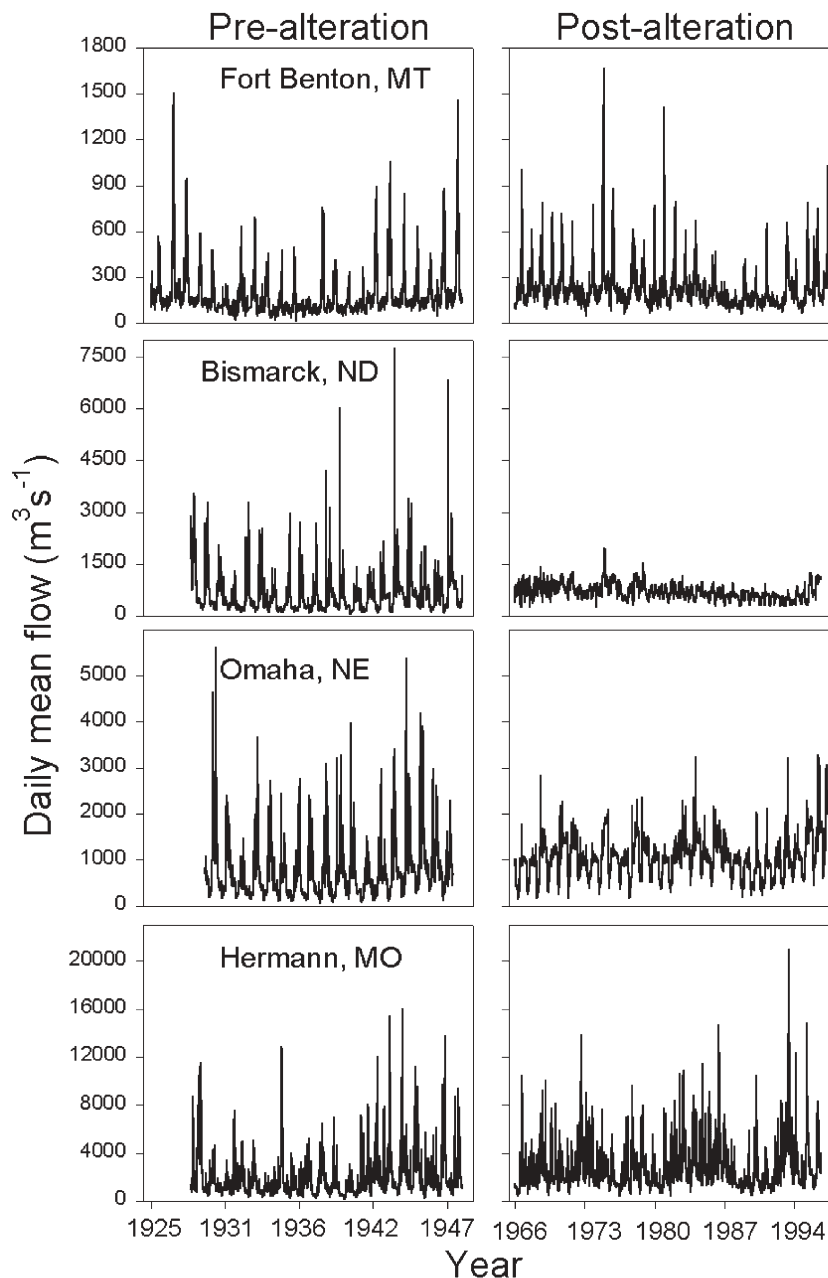 Pre-alteration
Post-alteration
1800
1500
1200
900
600
300
0
Fort Benton, MT
7500
6000
4500
3000
1500
0
Bismarck, ND
5000
4000
3000
2000
1000
0
Omaha, NE
20000
16000
12000
8000
4000
0
Hermann, MO
Daily mean flow (m³s⁻¹)
1925 1931 1936 1942 1947
1966 1973 1980 1987 1994
Year